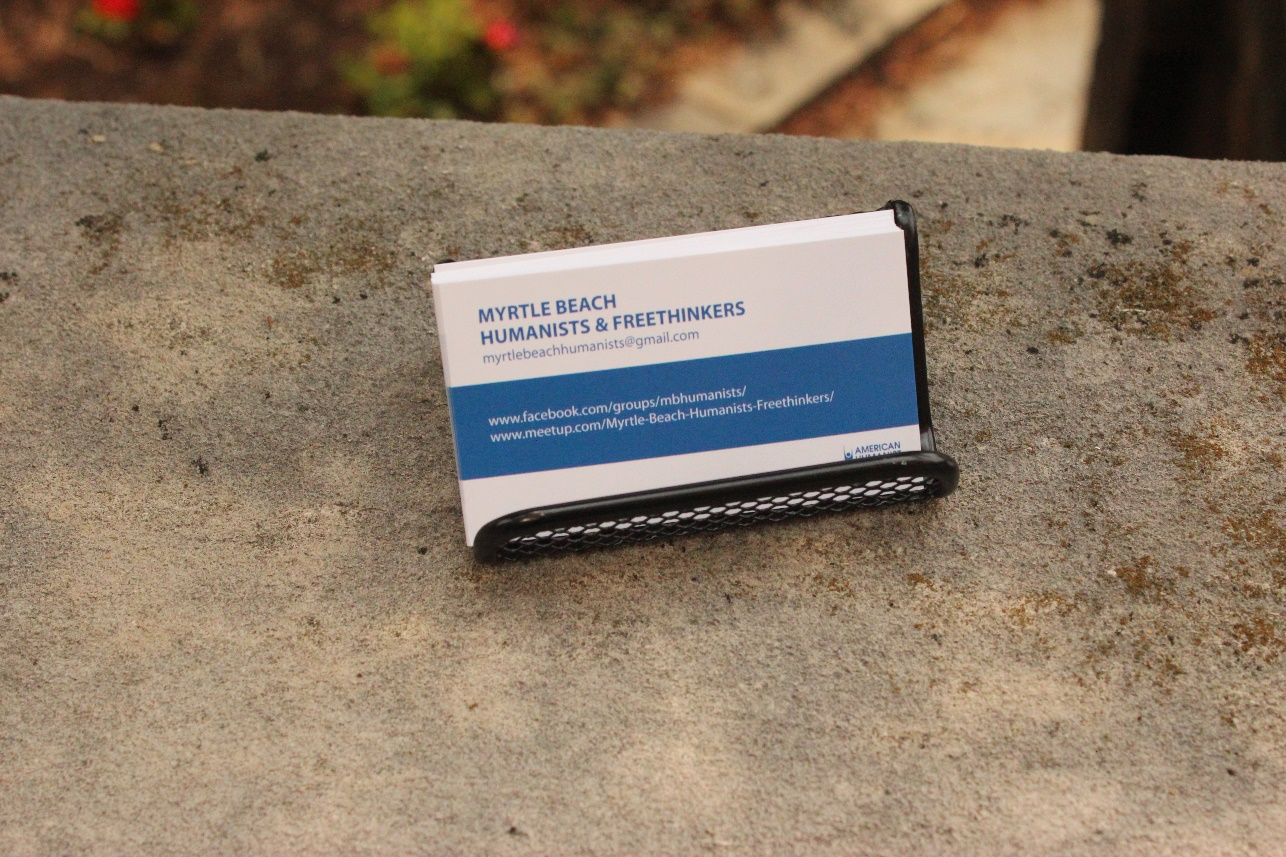 MYRTLE BEACH
HUMANISTS & FREETHINKERS
myrtlebeachhumanists@gmail.com
www.facebook.com/groups/mbhumanists/
www.meetup.com/Myrtle-Beach-Humanists-Freethinkers/
AMERICAN